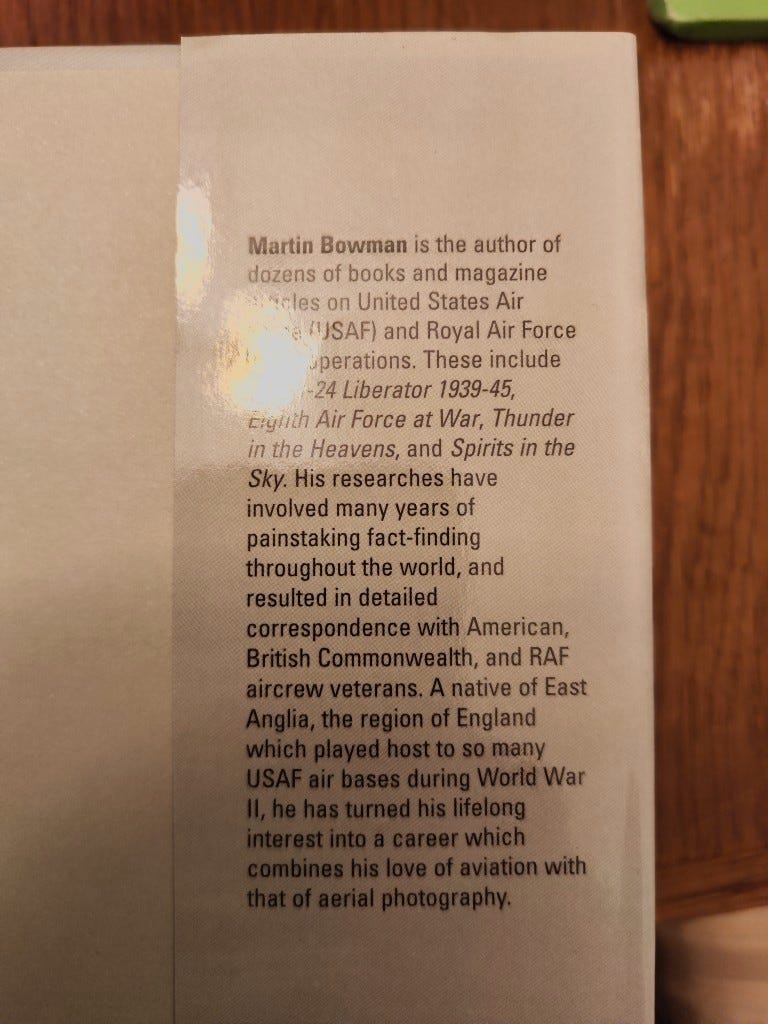 Martin Bowman is the author of
dozens of books and magazine
articles on United States Air
(USAF) and Royal Air Force
operations. These include
-24 Liberator 1939-45,
Eighth Air Force at War, Thunder
in the Heavens, and Spirits in the
Sky. His researches have
involved many years of
painstaking fact-finding
throughout the world, and
resulted in detailed
correspondence with American,
British Commonwealth, and RAF
aircrew veterans. A native of East
Anglia, the region of England
which played host to so many
USAF air bases during World War
II, he has turned his lifelong
interest into a career which
combines his love of aviation with
that of aerial photography.